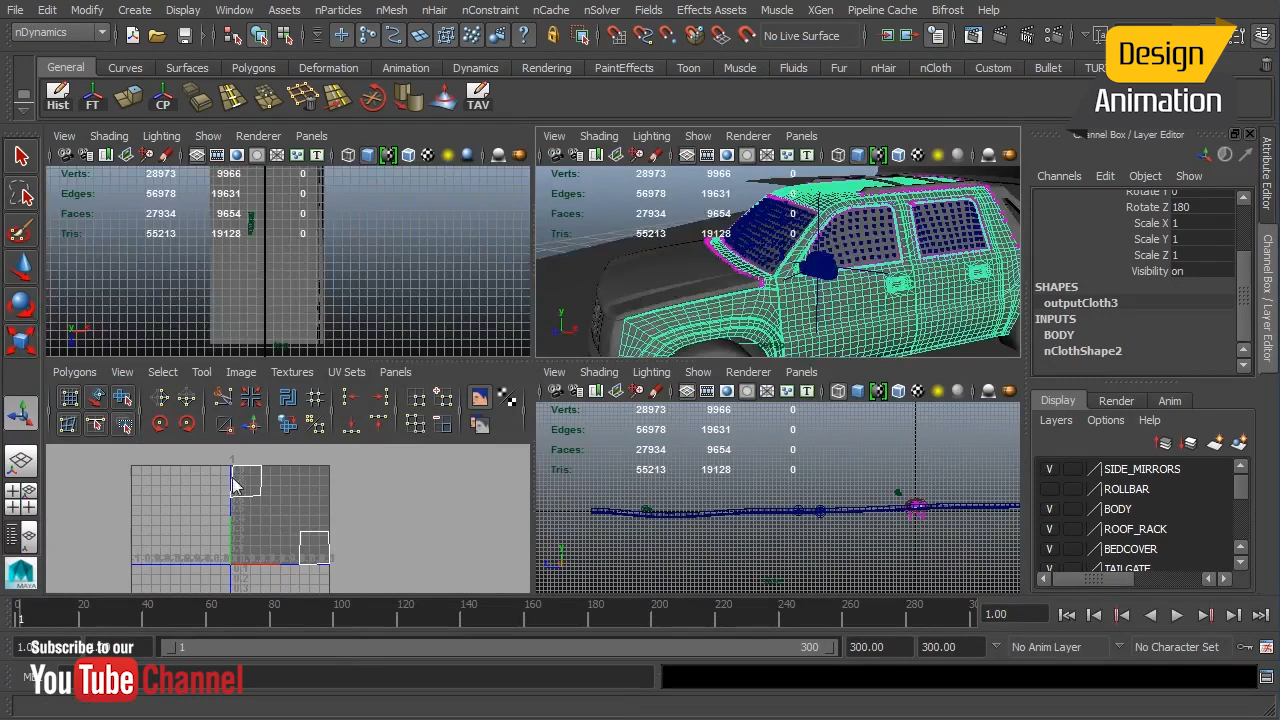 File Edit Modify Create Display Window Assets nParticles nMesh nHair nConstraint nCache nSolver Fields Effects Assets Muscle XGen Pipeline Cache Bifrost Help
nDynamics No Live Surface
Design
Animation
General Curves Surfaces Polygons Deformation Animation Dynamics Rendering PaintEffects Toon Muscle Fluids Fur nHair nCloth Custom Bullet
Hist FT CP TAV
View Shading Lighting Show Renderer Panels
Verts: 28973 9966 0
Edges: 56978 19631 0
Faces: 27934 9654 0
Tris: 55213 19128 0
View Shading Lighting Show Renderer Panels
Verts: 28973 9966 0
Edges: 56978 19631 0
Faces: 27934 9654 0
Tris: 55213 19128 0
Channel Box / Layer Editor
Channels Edit Object Show
Rotate Y 0
Rotate Z 180
Scale X 1
Scale Y 1
Scale Z 1
Visibility on
SHAPES
outputCloth3
INPUTS
BODY
nClothShape2
Attribute Editor
Channel Box / Layer Editor
Polygons View Select Tool Image Textures UV Sets Panels
View Shading Lighting Show Renderer Panels
Verts: 28973 9966 0
Edges: 56978 19631 0
Faces: 27934 9654 0
Tris: 55213 19128 0
Display Render Anim
Layers Options Help
V SIDE_MIRRORS
ROLLBAR
V BODY
V ROOF_RACK
V BEDCOVER
V TAILGATE
MAYA
0 20 40 60 80 100 120 140 160 180 200 220 240 260 280
1 1.00
1 300 300.00 300.00 No Anim Layer No Character Set
Subscribe to our
YouTube Channel